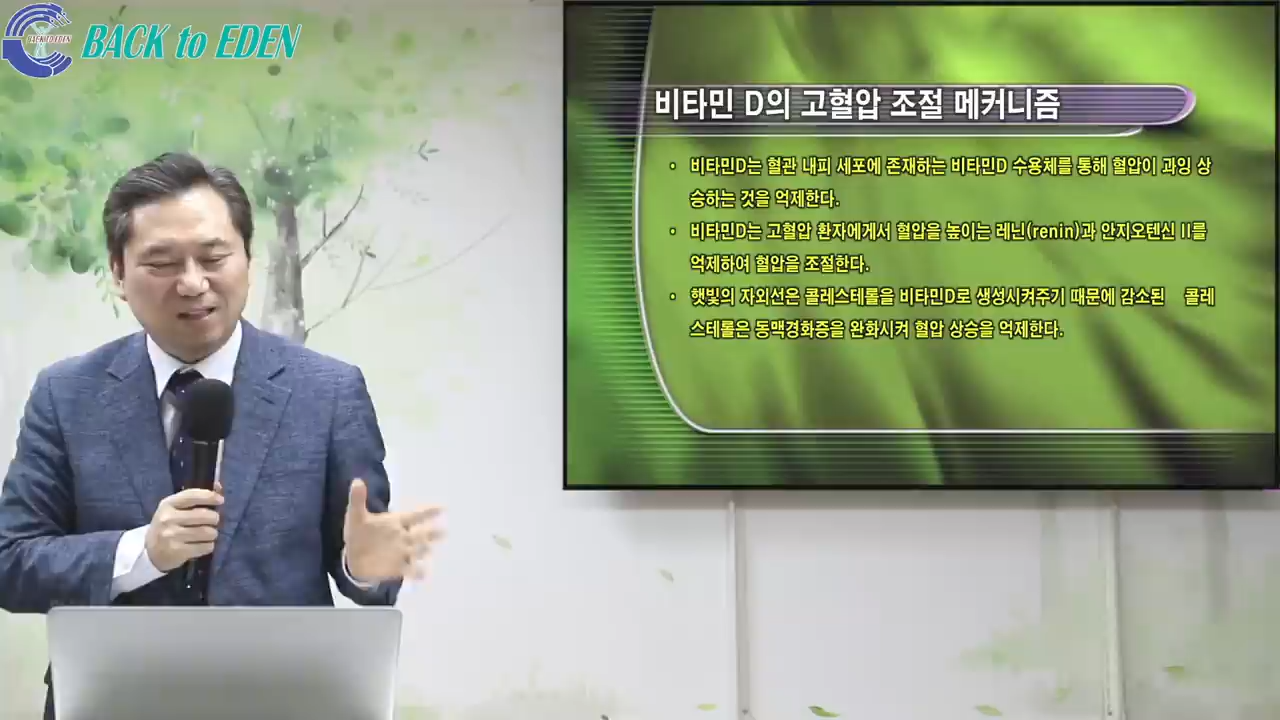 BACK TO EDEN
BACK to EDEN
비타민 D의 고혈압 조절 메커니즘
• 비타민D는 혈관 내피 세포에 존재하는 비타민D 수용체를 통해 혈압이 과잉 상
승하는 것을 억제한다.
• 비타민D는 고혈압 환자에게서 혈압을 높이는 레닌(renin)과 안지오텐신 II를
억제하여 혈압을 조절한다.
• 햇빛의 자외선은 콜레스테롤을 비타민D로 생성시켜주기 때문에 감소된 콜레
스테롤은 동맥경화증을 완화시켜 혈압 상승을 억제한다.